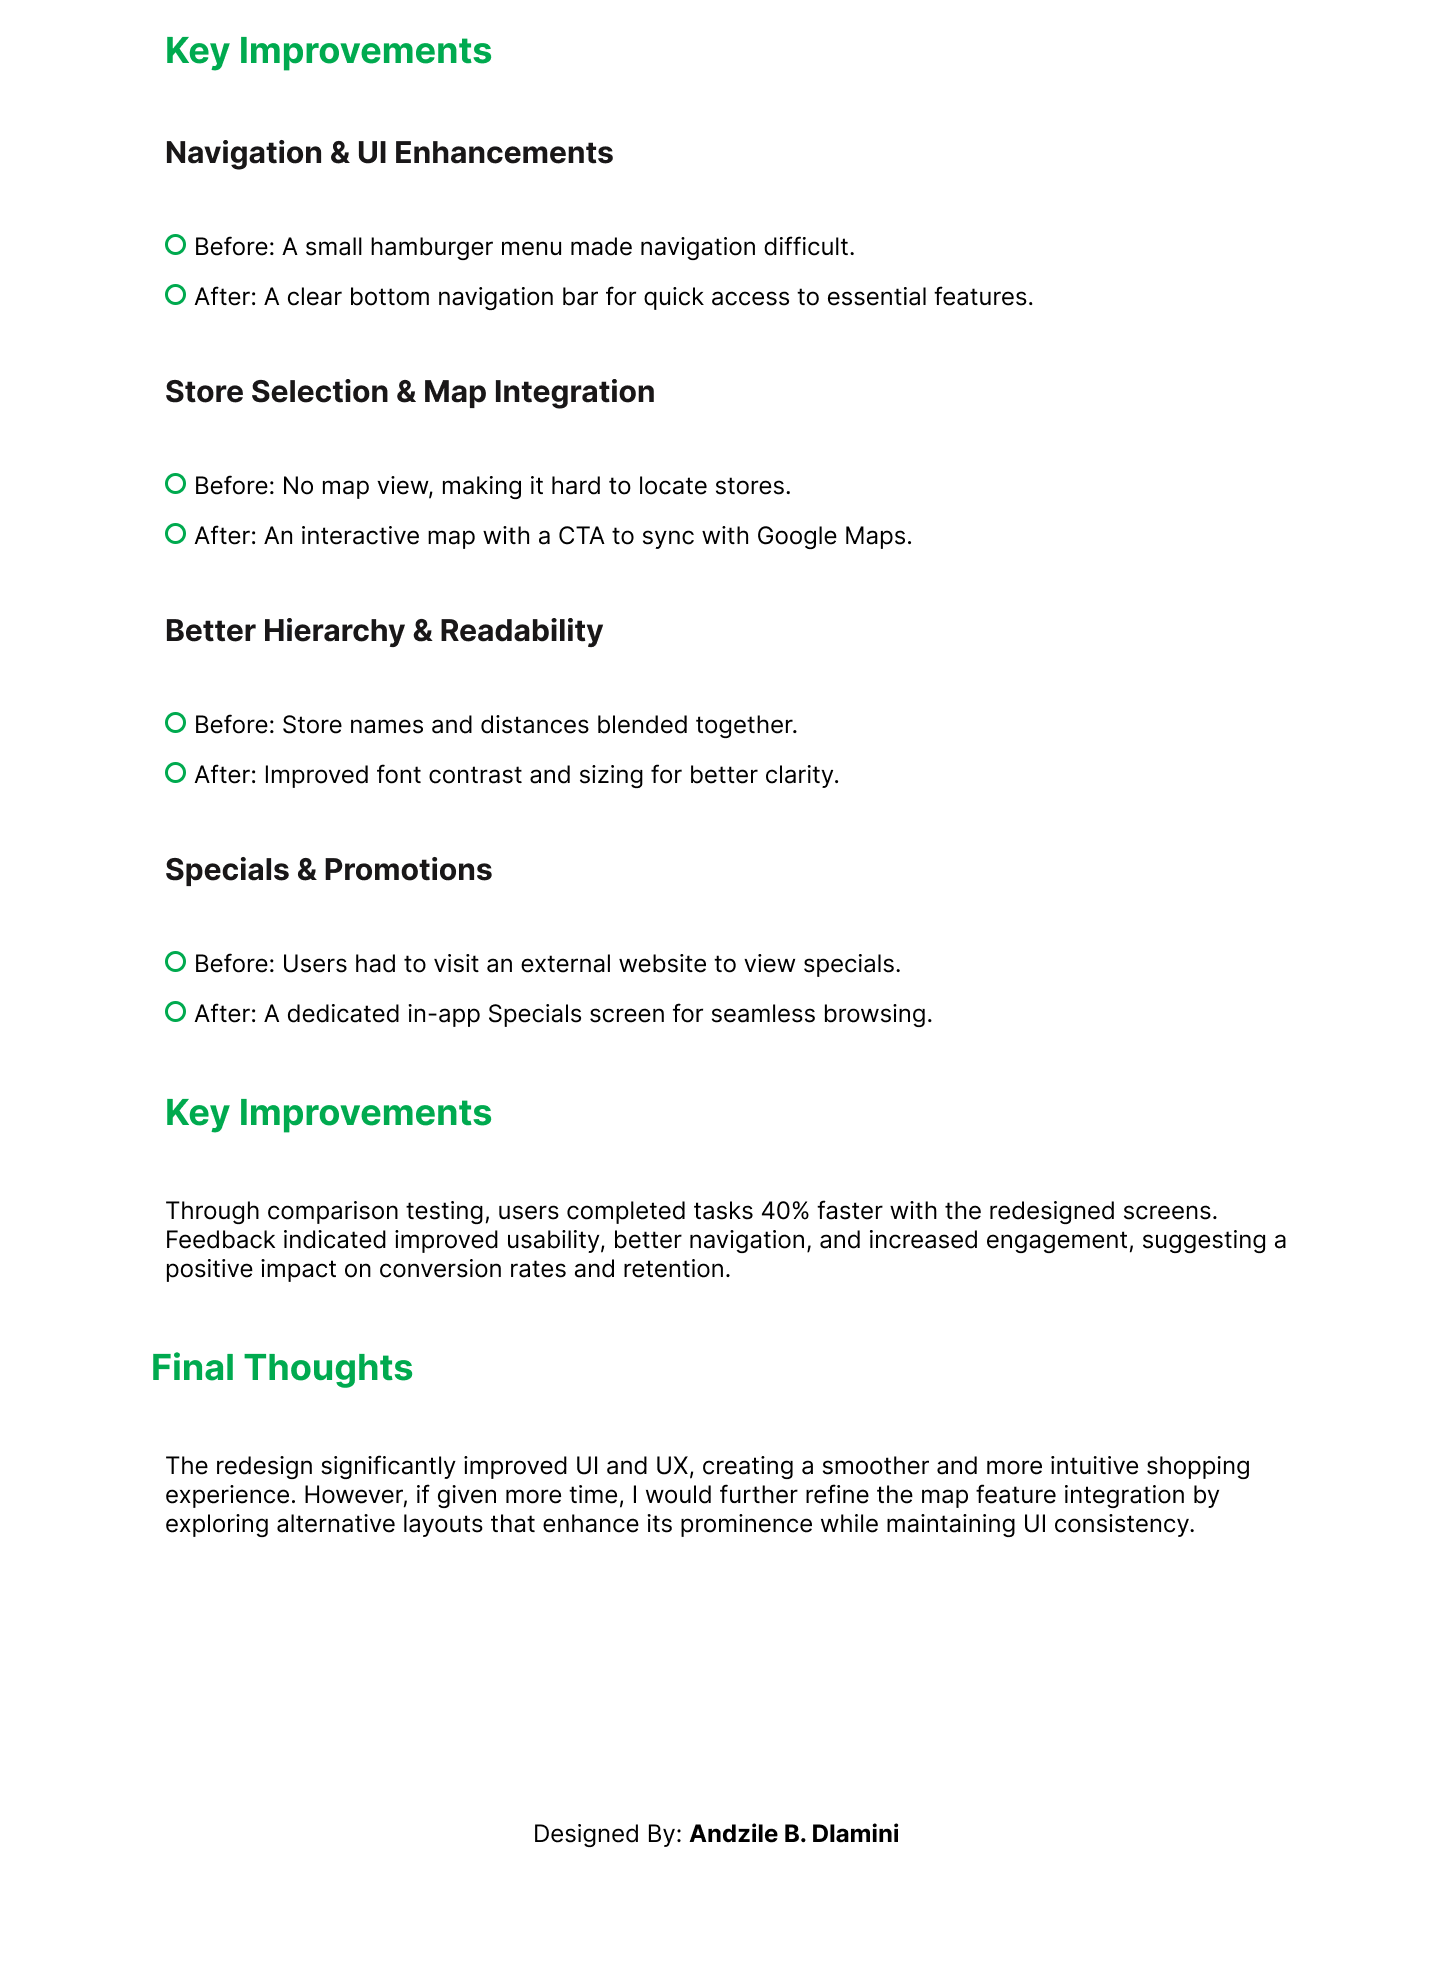 Key Improvements
Navigation & UI Enhancements
Before: A small hamburger menu made navigation difficult.
After: A clear bottom navigation bar for quick access to essential features.
Store Selection & Map Integration
Before: No map view, making it hard to locate stores.
After: An interactive map with a CTA to sync with Google Maps.
Better Hierarchy & Readability
Before: Store names and distances blended together.
After: Improved font contrast and sizing for better clarity.
Specials & Promotions
Before: Users had to visit an external website to view specials.
After: A dedicated in-app Specials screen for seamless browsing.
Key Improvements
Through comparison testing, users completed tasks 40% faster with the redesigned screens.
Feedback indicated improved usability, better navigation, and increased engagement, suggesting a
positive impact on conversion rates and retention.
Final Thoughts
The redesign significantly improved UI and UX, creating a smoother and more intuitive shopping
experience. However, if given more time, I would further refine the map feature integration by
exploring alternative layouts that enhance its prominence while maintaining UI consistency.
Designed By: Andzile B. Dlamini